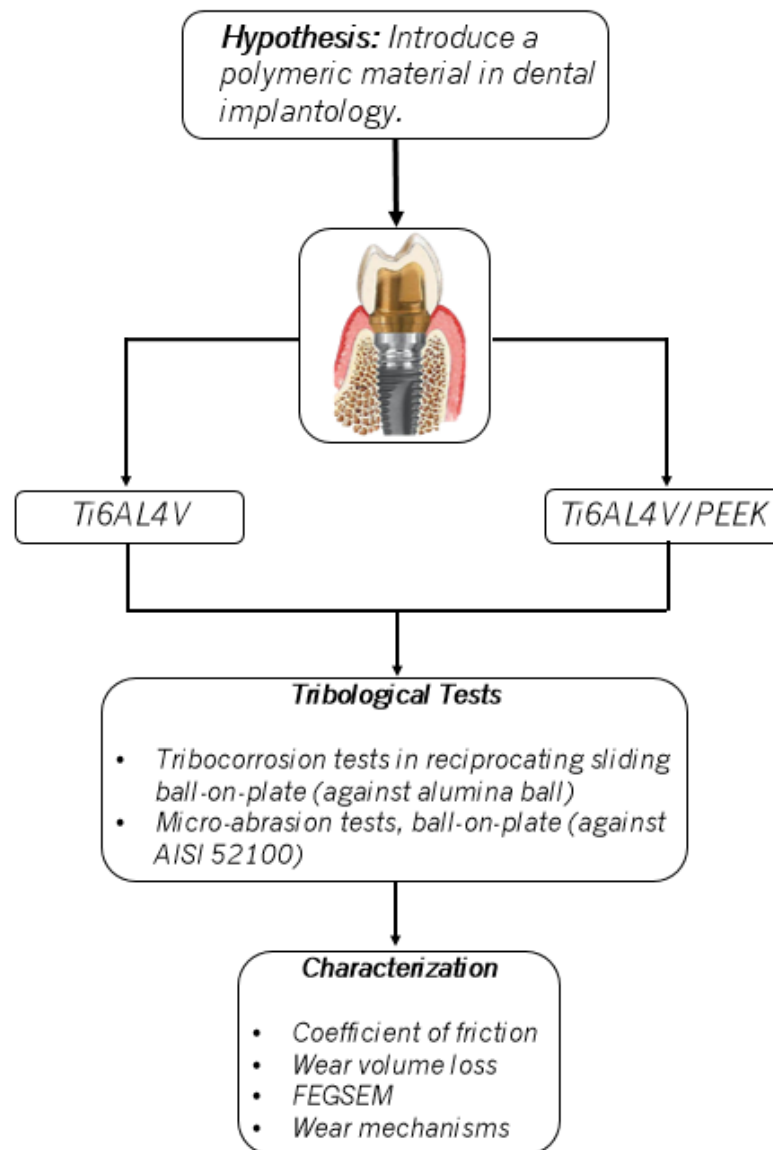 Hypothesis: Introduce a
polymeric material in dental
implantology.
Ti6AL4V
Ti6AL4V/PEEK
Tribological Tests
• Tribocorrosion tests in reciprocating sliding
ball-on-plate (against alumina ball)
• Micro-abrasion tests, ball-on-plate (against
AISI 52100)
Characterization
• Coefficient of friction
• Wear volume loss
• FEGSEM
• Wear mechanisms